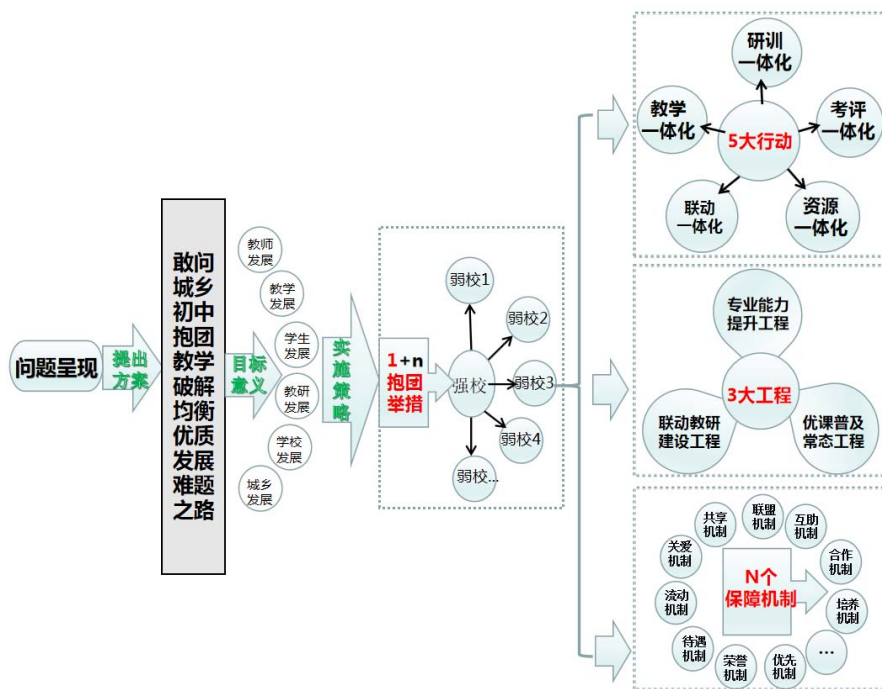 问题呈现
提出
方案
敢问
城乡
初中
抱团
教学
破解
均衡
优质
发展
难题
之路
目标
意义
教师
发展
教学
发展
学生
发展
教研
发展
学校
发展
城乡
发展
实
施
策
略
1+n
抱团
举措
强校
弱校1
弱校2
弱校3
弱校4
弱校...
5大行动
研训
一体化
教学
一体化
考评
一体化
联动
一体化
资源
一体化
3大工程
专业能力
提升工程
联动教研
建设工程
优课普及
常态工程
N个
保障机制
联盟
机制
共享
机制
互助
机制
关爱
机制
合作
机制
流动
机制
培养
机制
待遇
机制
荣誉
机制
优先
机制
...